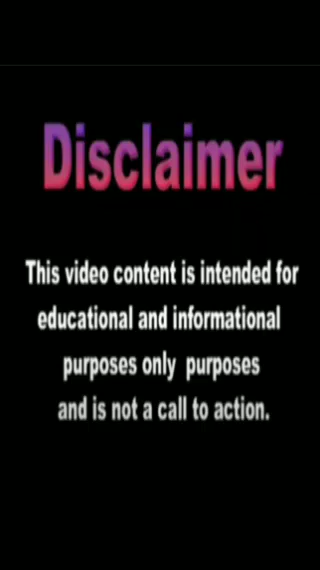 Disclaimer
This video content is intended for
educational and informational
purposes only purposes
and is not a call to action.